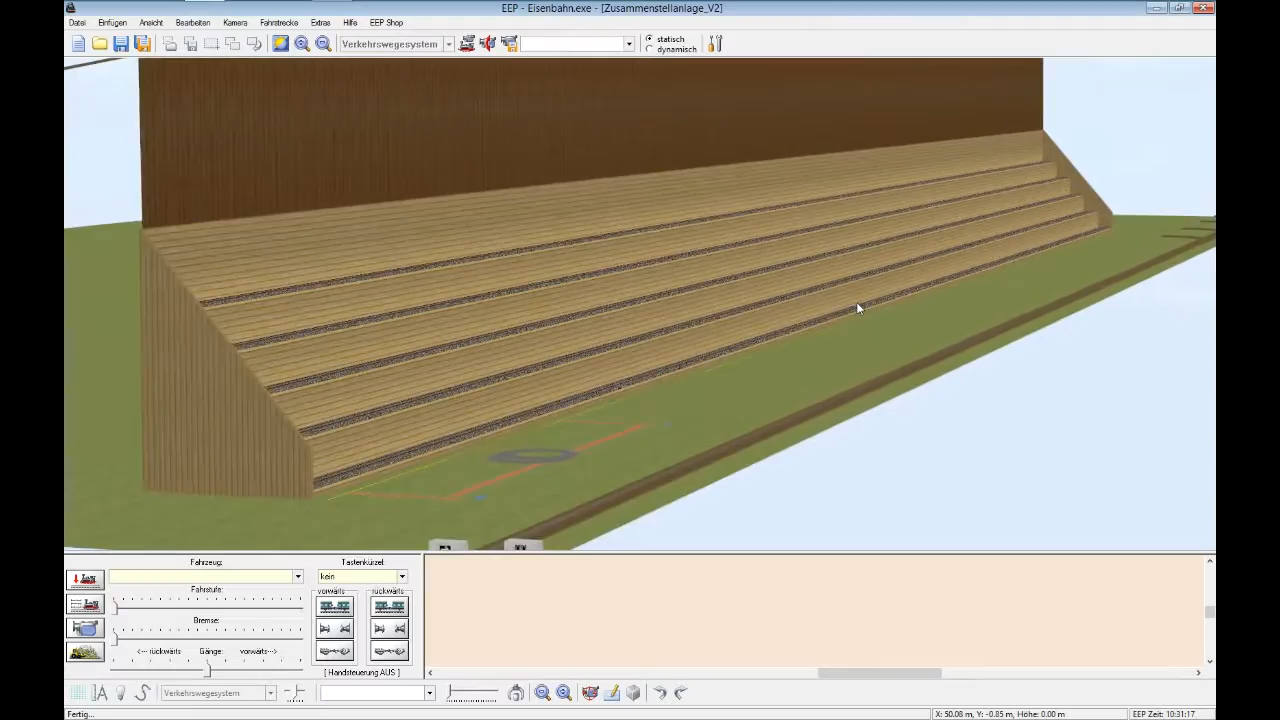 EEP - Eisenbahn.exe - [Zusammenstellanlage_V2]
Datei Einfügen Ansicht Bearbeiten Kamera Fahrstrecke Extras Hilfe EEP Shop
Verkehrswegesystem statisch
dynamisch
Fahrzeug: Tastenkürzel:
kein
Fahrstufe: vorwärts rückwärts
Bremse:
<--- rückwärts Gänge: vorwärts--->
[ Handsteuerung AUS ]
Verkehrswegesystem
Fertig... X: 50.08 m, Y: -0.85 m, Höhe: 0.00 m EEP Zeit: 10:31:17